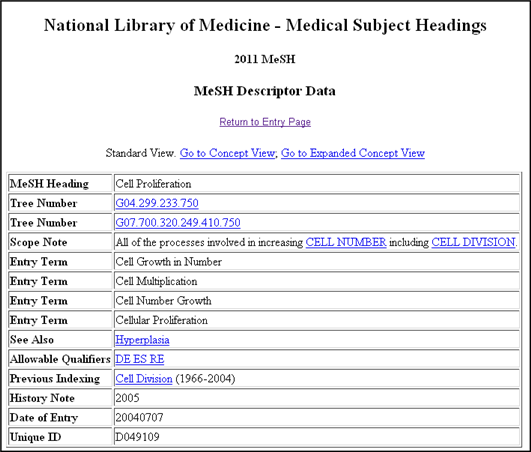 National Library of Medicine - Medical Subject Headings
2011 MeSH
MeSH Descriptor Data
Return to Entry Page
Standard View. Go to Concept View; Go to Expanded Concept View
MeSH Heading Cell Proliferation
Tree Number G04.299.233.750
Tree Number G07.700.320.249.410.750
Scope Note All of the processes involved in increasing CELL NUMBER including CELL DIVISION.
Entry Term Cell Growth in Number
Entry Term Cell Multiplication
Entry Term Cell Number Growth
Entry Term Cellular Proliferation
See Also Hyperplasia
Allowable Qualifiers DE ES RE
Previous Indexing Cell Division (1966-2004)
History Note 2005
Date of Entry 20040707
Unique ID D049109